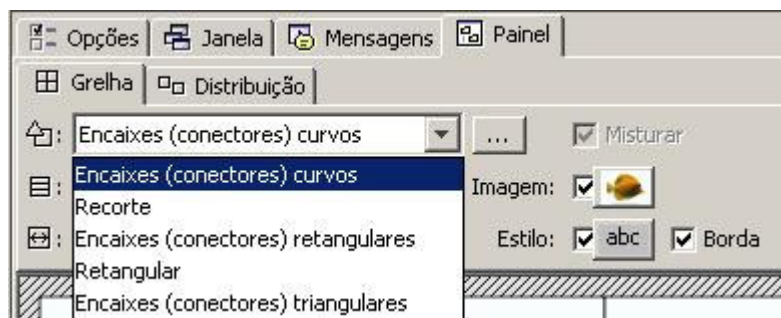 Opções Janela Mensagens Painel
Grelha Distribuição
: Encaixes (conectores) curvos ... Misturar
Encaixes (conectores) curvos
: Imagem:
Recorte
: Encaixes (conectores) retangulares Estilo: abc Borda
Retangular
Encaixes (conectores) triangulares